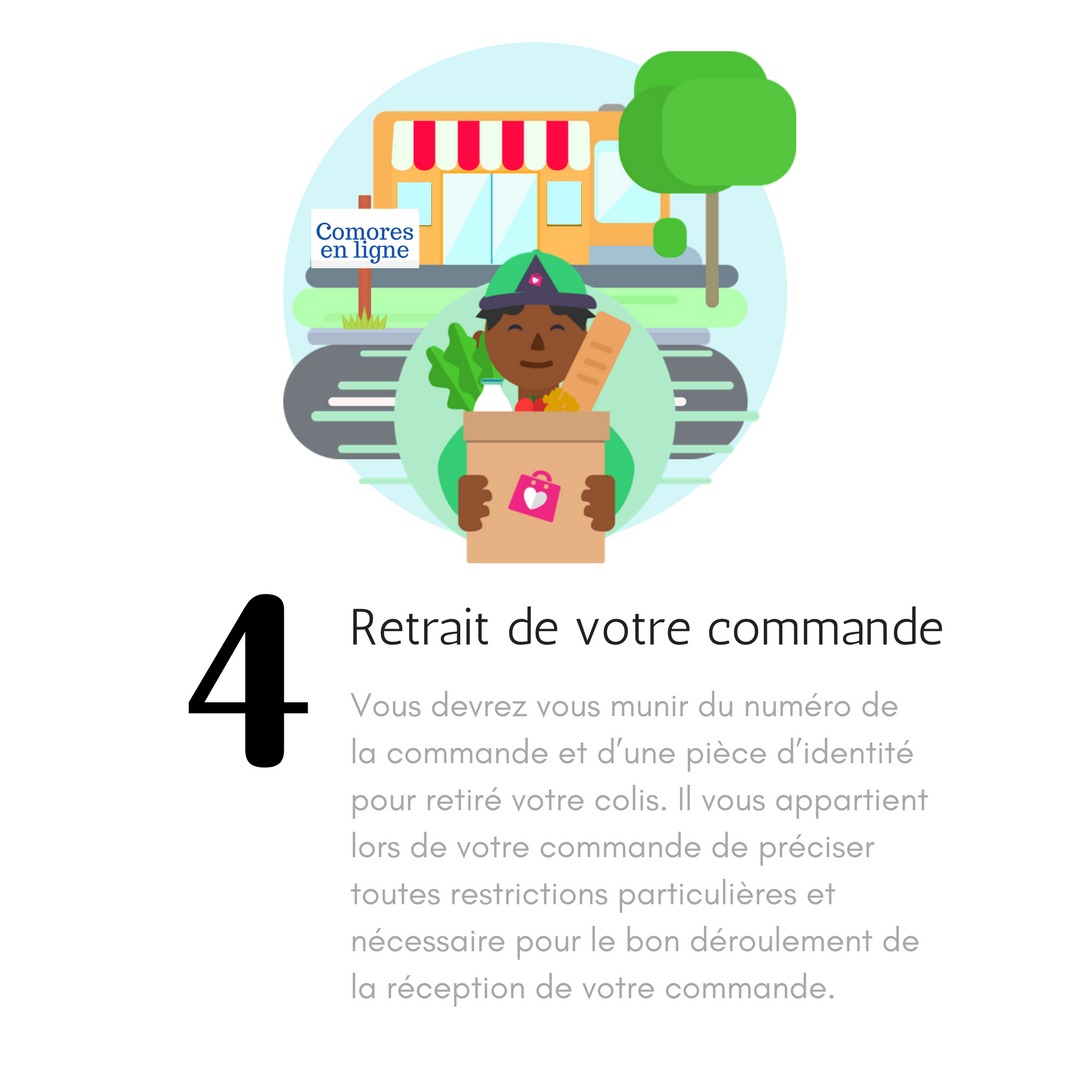 Comores
en ligne
4
Retrait de votre commande
Vous devrez vous munir du numéro de
la commande et d’une pièce d’identité
pour retiré votre colis. Il vous appartient
lors de votre commande de préciser
toutes restrictions particulières et
nécessaire pour le bon déroulement de
la réception de votre commande.